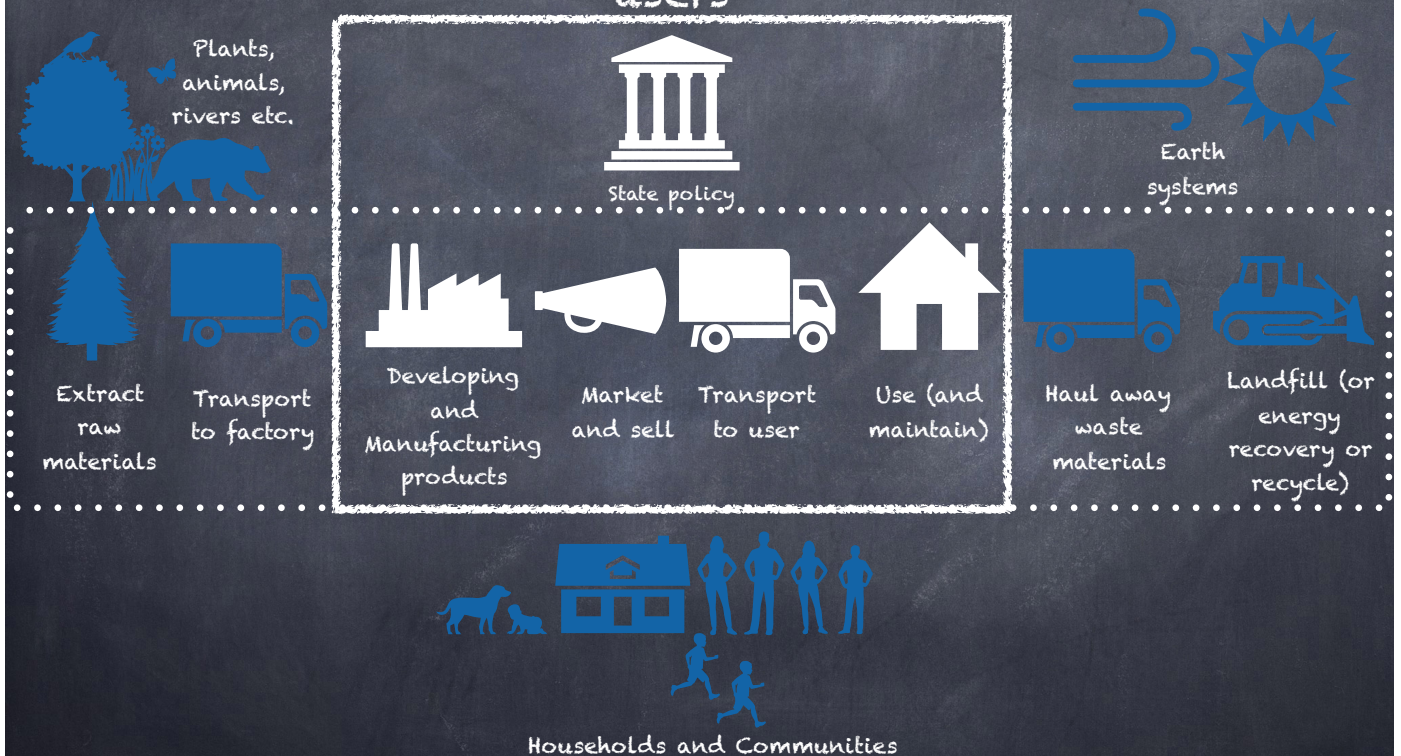 users
Plants,
animals,
rivers etc.
State policy
Earth
systems
Extract
raw
materials
Transport
to factory
Developing
and
Manufacturing
products
Market
and sell
Transport
to user
Use (and
maintain)
Haul away
waste
materials
Landfill (or
energy
recovery or
recycle)
Households and Communities